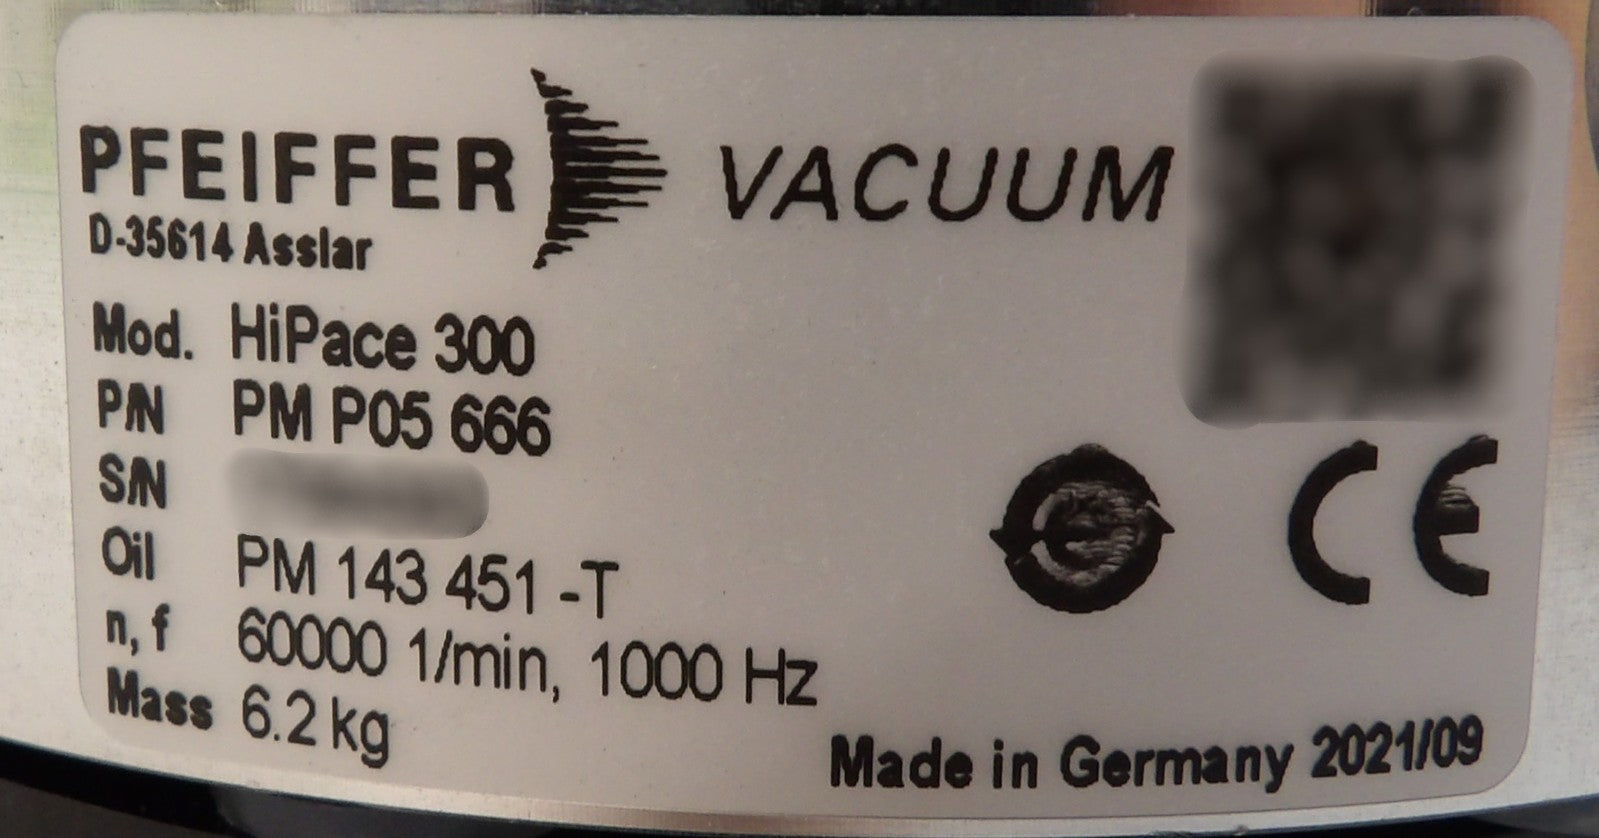 PFEIFFER VACUUM
D-35614 Asslar
Mod. HiPace 300
P/N PM P05 666
S/N
Oil PM 143 451 -T
n, f 60000 1/min, 1000 Hz
Mass 6.2 kg
CE
Made in Germany 2021/09